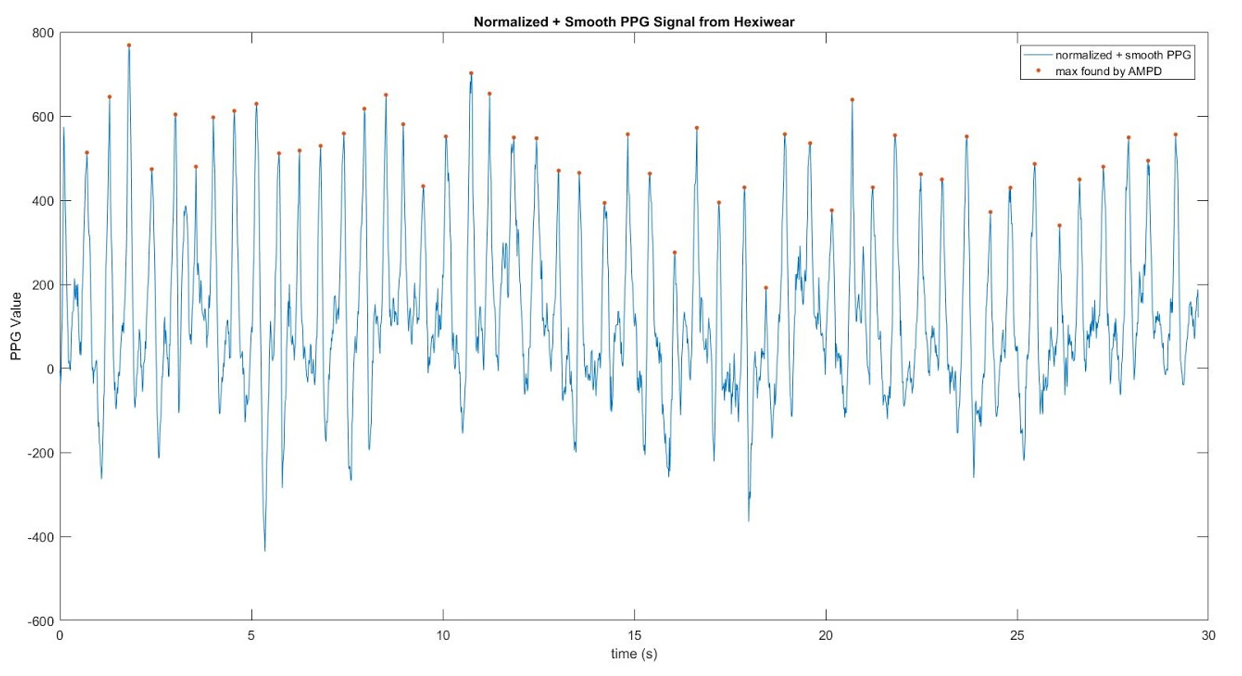 Normalized + Smooth PPG Signal from Hexiwear
800
600
400
200
0
-200
-400
-600
PPG Value
normalized + smooth PPG
max found by AMPD
0 5 10 15 20 25 30
time (s)